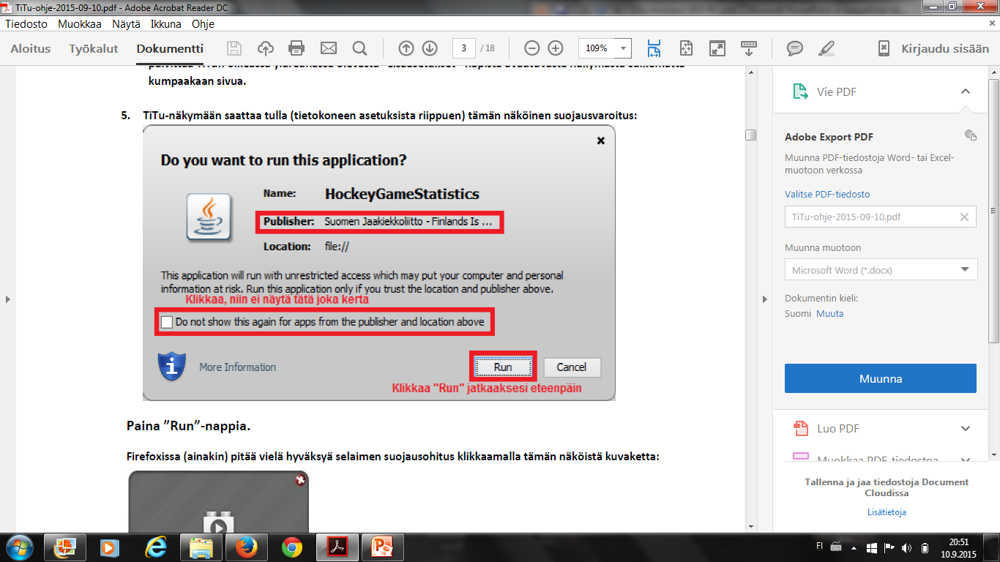 TiTu-ohje-2015-09-10.pdf - Adobe Acrobat Reader DC
Tiedosto Muokkaa Näytä Ikkuna Ohje
Aloitus Työkalut Dokumentti 3 / 18 109% Kirjaudu sisään
kumpaakaan sivua.
5. TiTu-näkymään saattaa tulla (tietokoneen asetuksista riippuen) tämän näköinen suojausvaroitus:
Do you want to run this application?
Name: HockeyGameStatistics
Publisher: Suomen Jaakiekkoliitto - Finlands Is ...
Location: file://
This application will run with unrestricted access which may put your computer and personal
information at risk. Run this application only if you trust the location and publisher above.
Klikkaa, niin ei näytä tätä joka kerta
Do not show this again for apps from the publisher and location above
More Information
Run Cancel
Klikkaa "Run" jatkaaksesi eteenpäin
Paina ”Run”-nappia.
Firefoxissa (ainakin) pitää vielä hyväksyä selaimen suojausohitus klikkaamalla tämän näköistä kuvaketta:
Vie PDF
Adobe Export PDF
Muunna PDF-tiedostoja Word- tai Excel-
muotoon verkossa
Valitse PDF-tiedosto
TiTu-ohje-2015-09-10.pdf
Muunna muotoon
Microsoft Word (*.docx)
Dokumentin kieli:
Suomi Muuta
Muunna
Luo PDF
Muokkaa PDF-tiedostoa
Tallenna ja jaa tiedostoja Document
Cloudissa
Lisätietoja
FI
20:51
10.9.2015